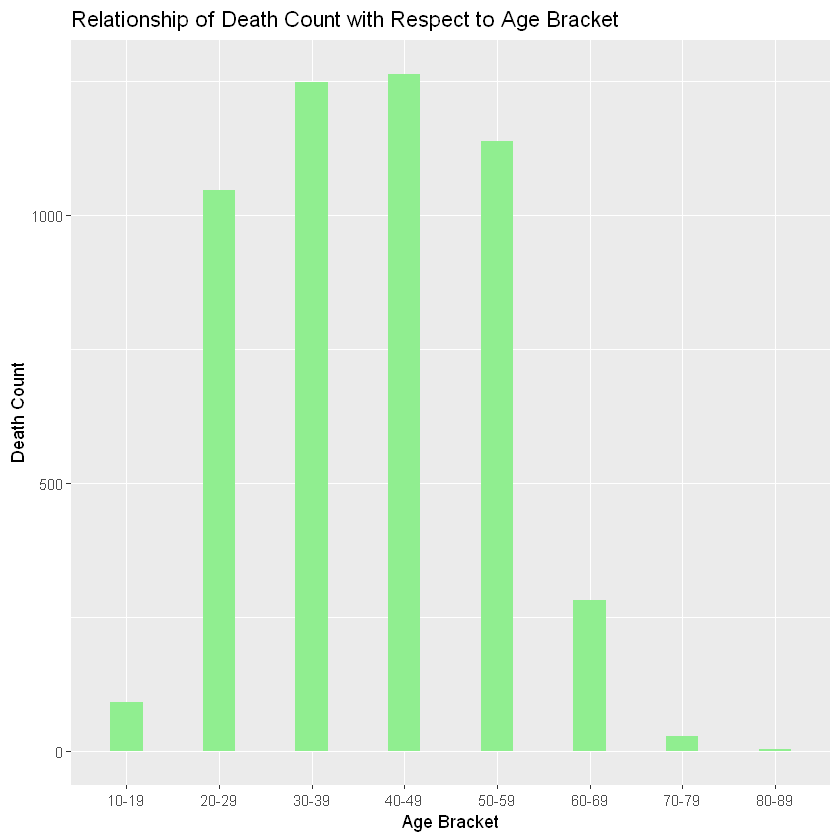 Relationship of Death Count with Respect to Age Bracket
Death Count
1000
500
0
10-19 20-29 30-39 40-49 50-59 60-69 70-79 80-89
Age Bracket